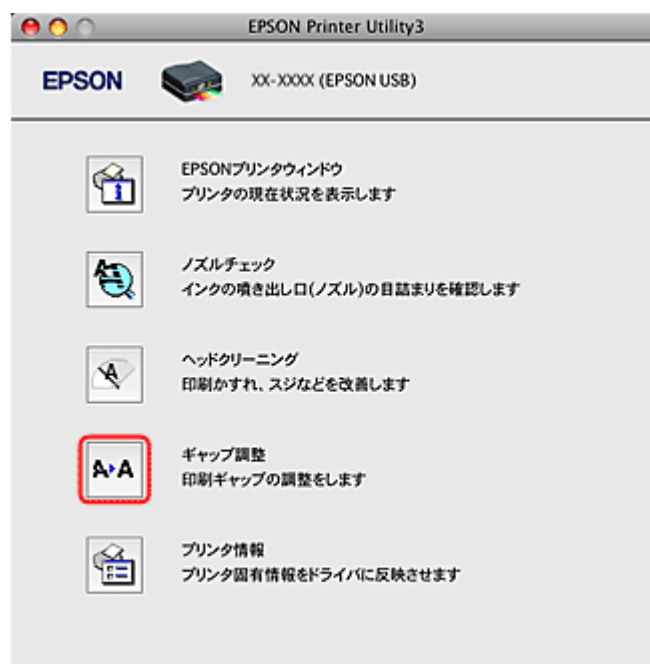 EPSON Printer Utility3
EPSON XX-XXXX (EPSON USB)
EPSONプリンタウィンドウ
プリンタの現在状況を表示します
ノズルチェック
インクの噴き出し口(ノズル)の目詰まりを確認します
ヘッドクリーニング
印刷かすれ、スジなどを改善します
A A
ギャップ調整
印刷ギャップの調整をします
プリンタ情報
プリンタ固有情報をドライバに反映させます